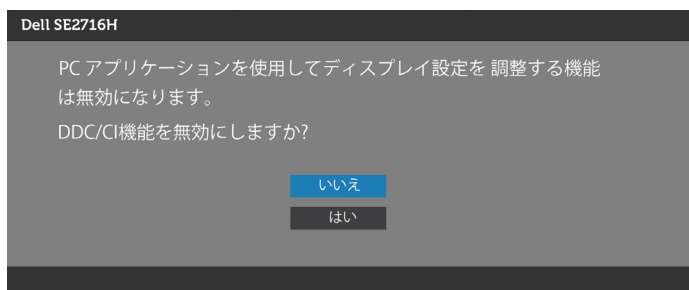 Dell SE2716H
PC アプリケーションを使用してディスプレイ設定を 調整する機能
は無効になります。
DDC/CI機能を無効にしますか?
いいえ
はい